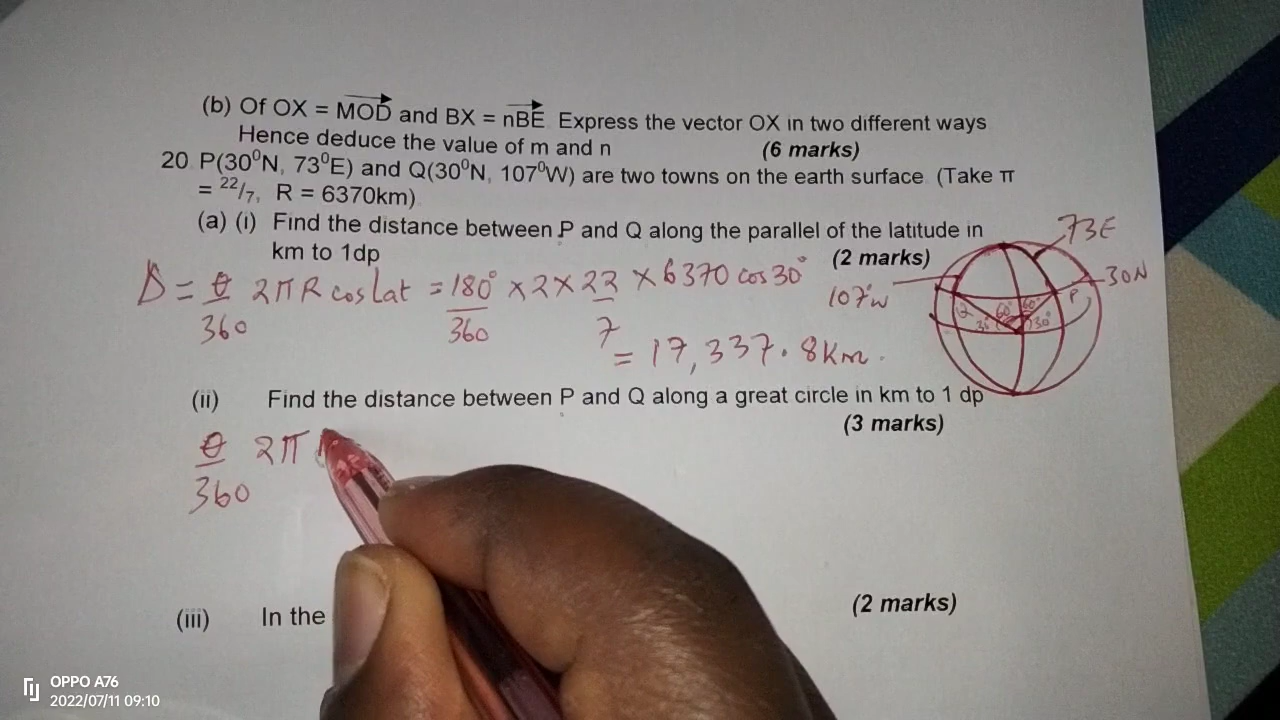 (b) Of OX = MOD and BX = nBE Express the vector OX in two different ways
Hence deduce the value of m and n (6 marks)
20 P(30⁰N, 73⁰E) and Q(30⁰N, 107⁰W) are two towns on the earth surface (Take π
= ²²/₇, R = 6370km)
(a) (i) Find the distance between P and Q along the parallel of the latitude in
km to 1dp (2 marks)
D = θ/360 2πR cos Lat = 180°/360 × 2 × 22/7 × 6370 cos 30°
= 17,337.8Km.
73E
30N
107°W
P
Q
60° 60°
30° 30°
(ii) Find the distance between P and Q along a great circle in km to 1 dp
(3 marks)
θ/360 2π
(iii) In the (2 marks)
OPPO A76
2022/07/11 09:10